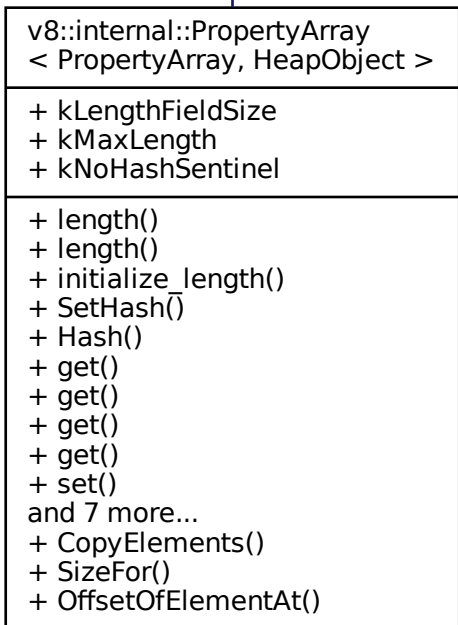 v8::internal::PropertyArray
< PropertyArray, HeapObject >
+ kLengthFieldSize
+ kMaxLength
+ kNoHashSentinel
+ length()
+ length()
+ initialize_length()
+ SetHash()
+ Hash()
+ get()
+ get()
+ get()
+ get()
+ set()
and 7 more...
+ CopyElements()
+ SizeFor()
+ OffsetOfElementAt()